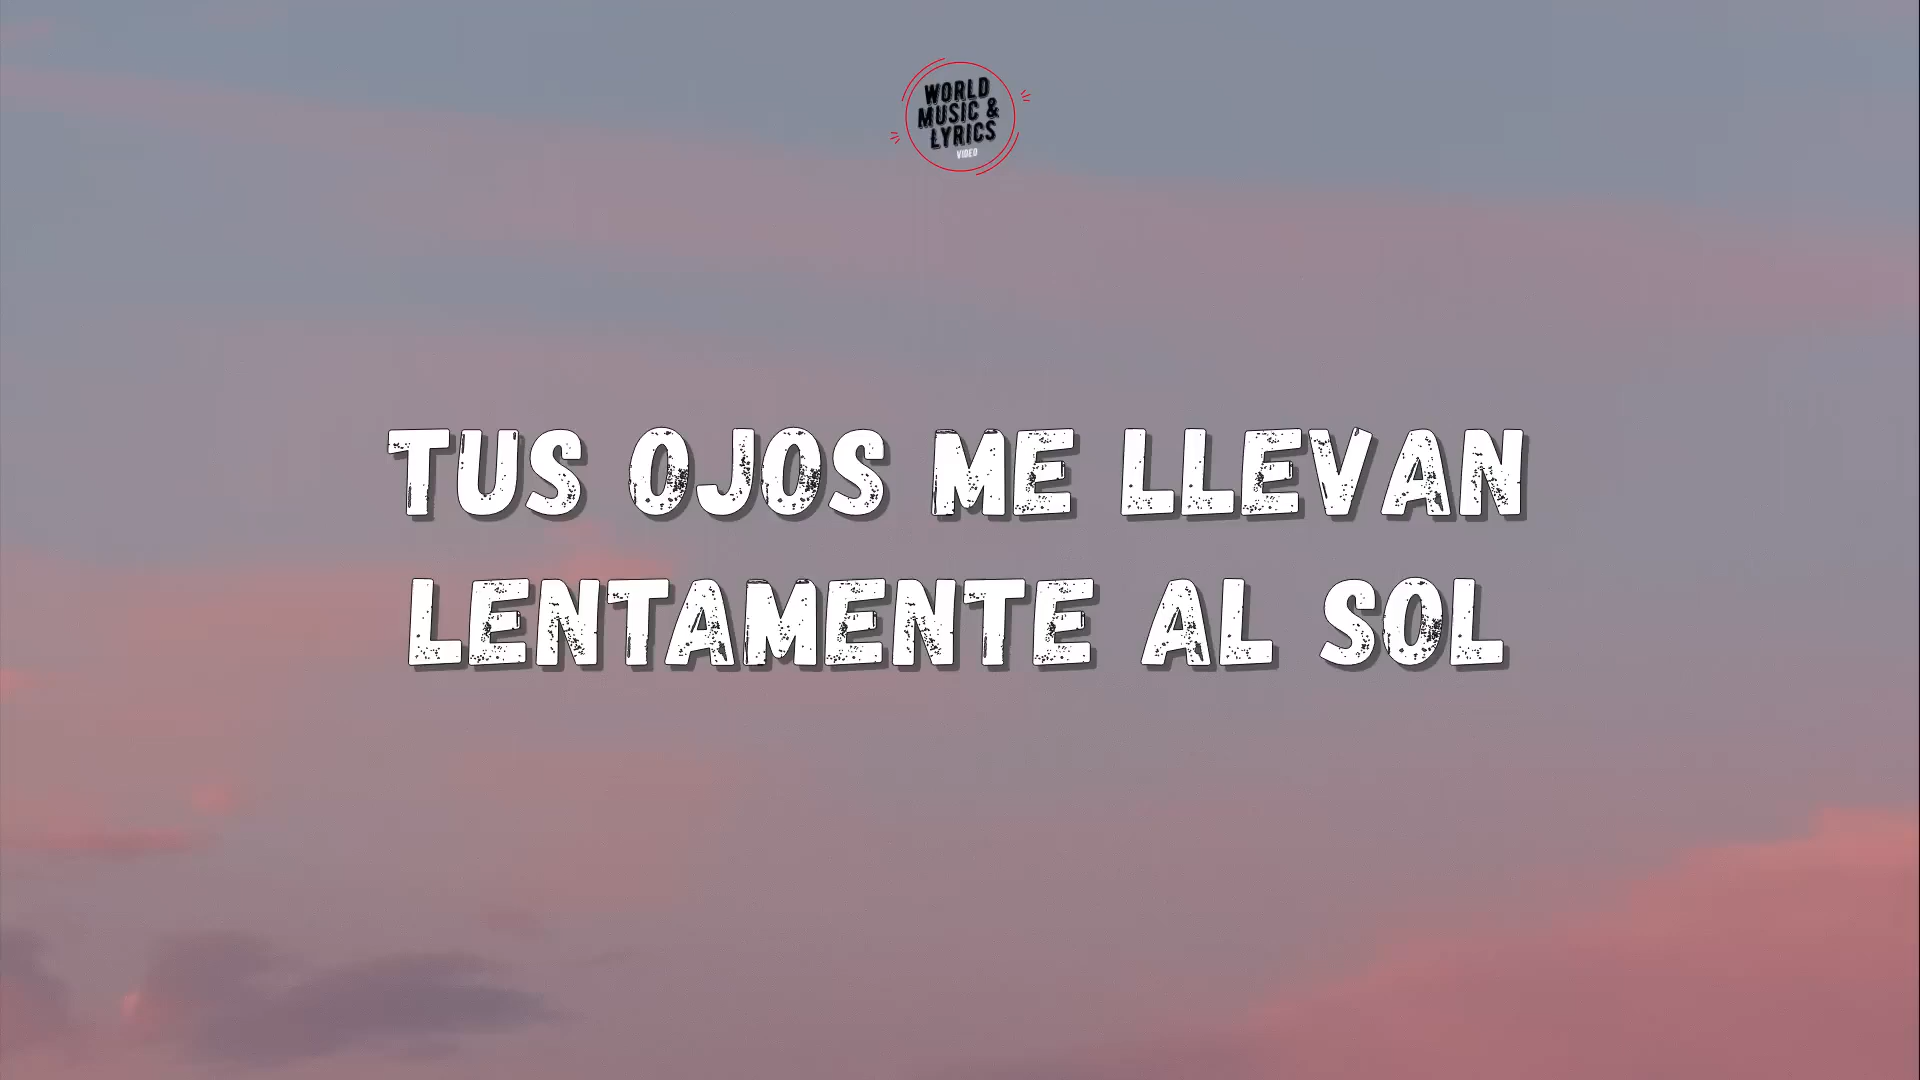 WORLD
MUSIC &
LYRICS
VIDEO
TUS OJOS ME LLEVAN
LENTAMENTE AL SOL